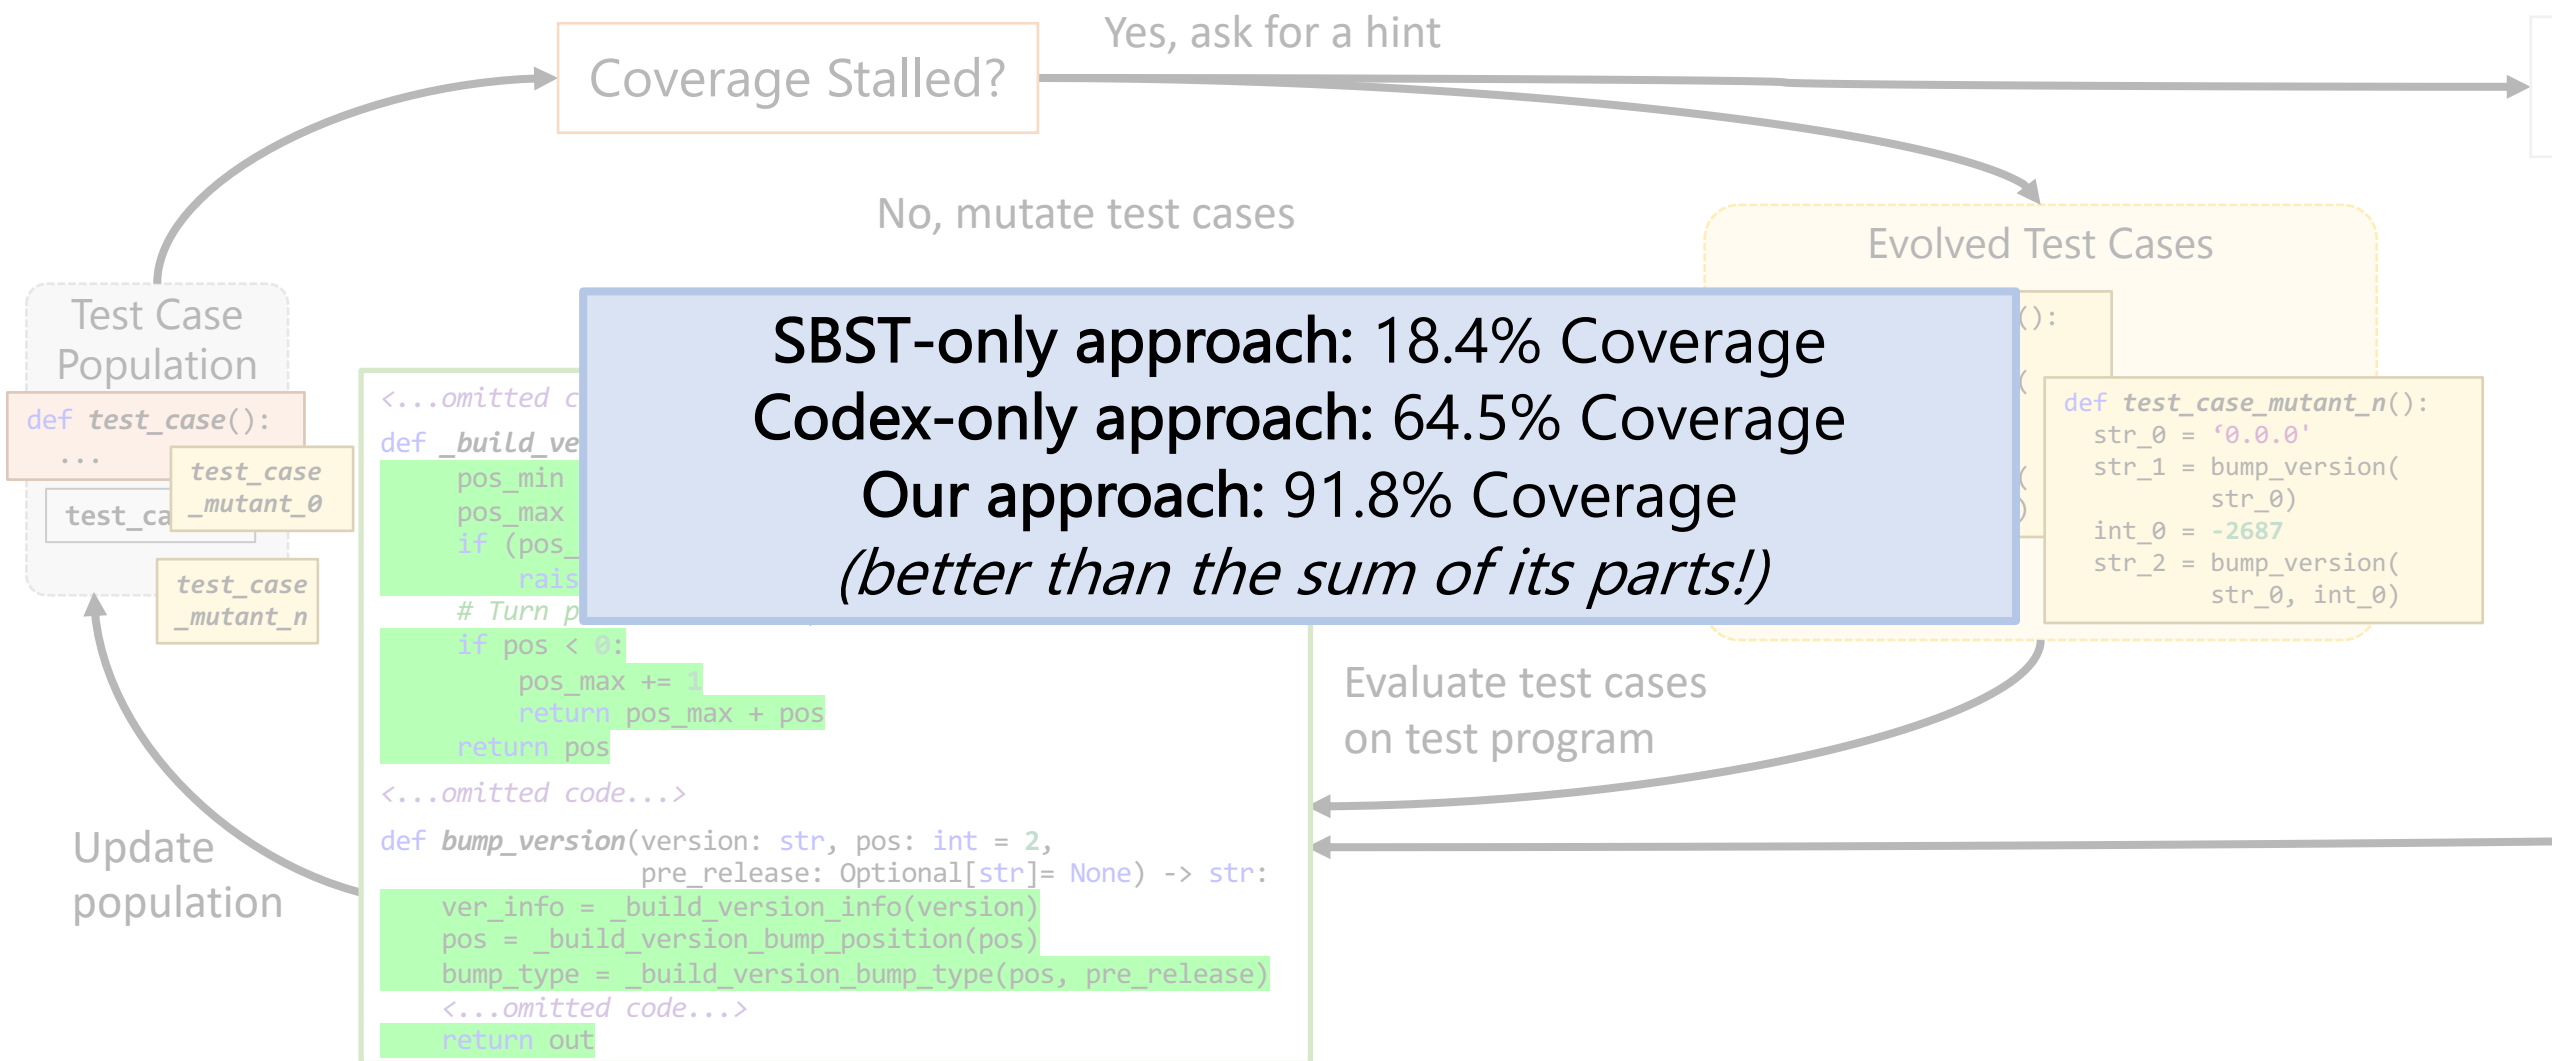 Yes, ask for a hint
Coverage Stalled?
No, mutate test cases
Evolved Test Cases
Test Case
Population
def test_case():
...
test_case
_mutant_0
test_case
_mutant_n
SBST-only approach: 18.4% Coverage
Codex-only approach: 64.5% Coverage
Our approach: 91.8% Coverage
(better than the sum of its parts!)
():
(
(
)
def test_case_mutant_n():
str_0 = ‘0.0.0'
str_1 = bump_version(
str_0)
int_0 = -2687
str_2 = bump_version(
str_0, int_0)
<...omitted
def
pos_min
pos_max
if
# Turn
if pos < 0:
pos_max += 1
return pos_max + pos
return pos
<...omitted code...>
def bump_version(version: str, pos: int = 2,
pre_release: Optional[str]= None) -> str:
ver_info = _build_version_info(version)
pos = _build_version_bump_position(pos)
bump_type = _build_version_bump_type(pos, pre_release)
<...omitted code...>
return out
Evaluate test cases
on test program
Update
population